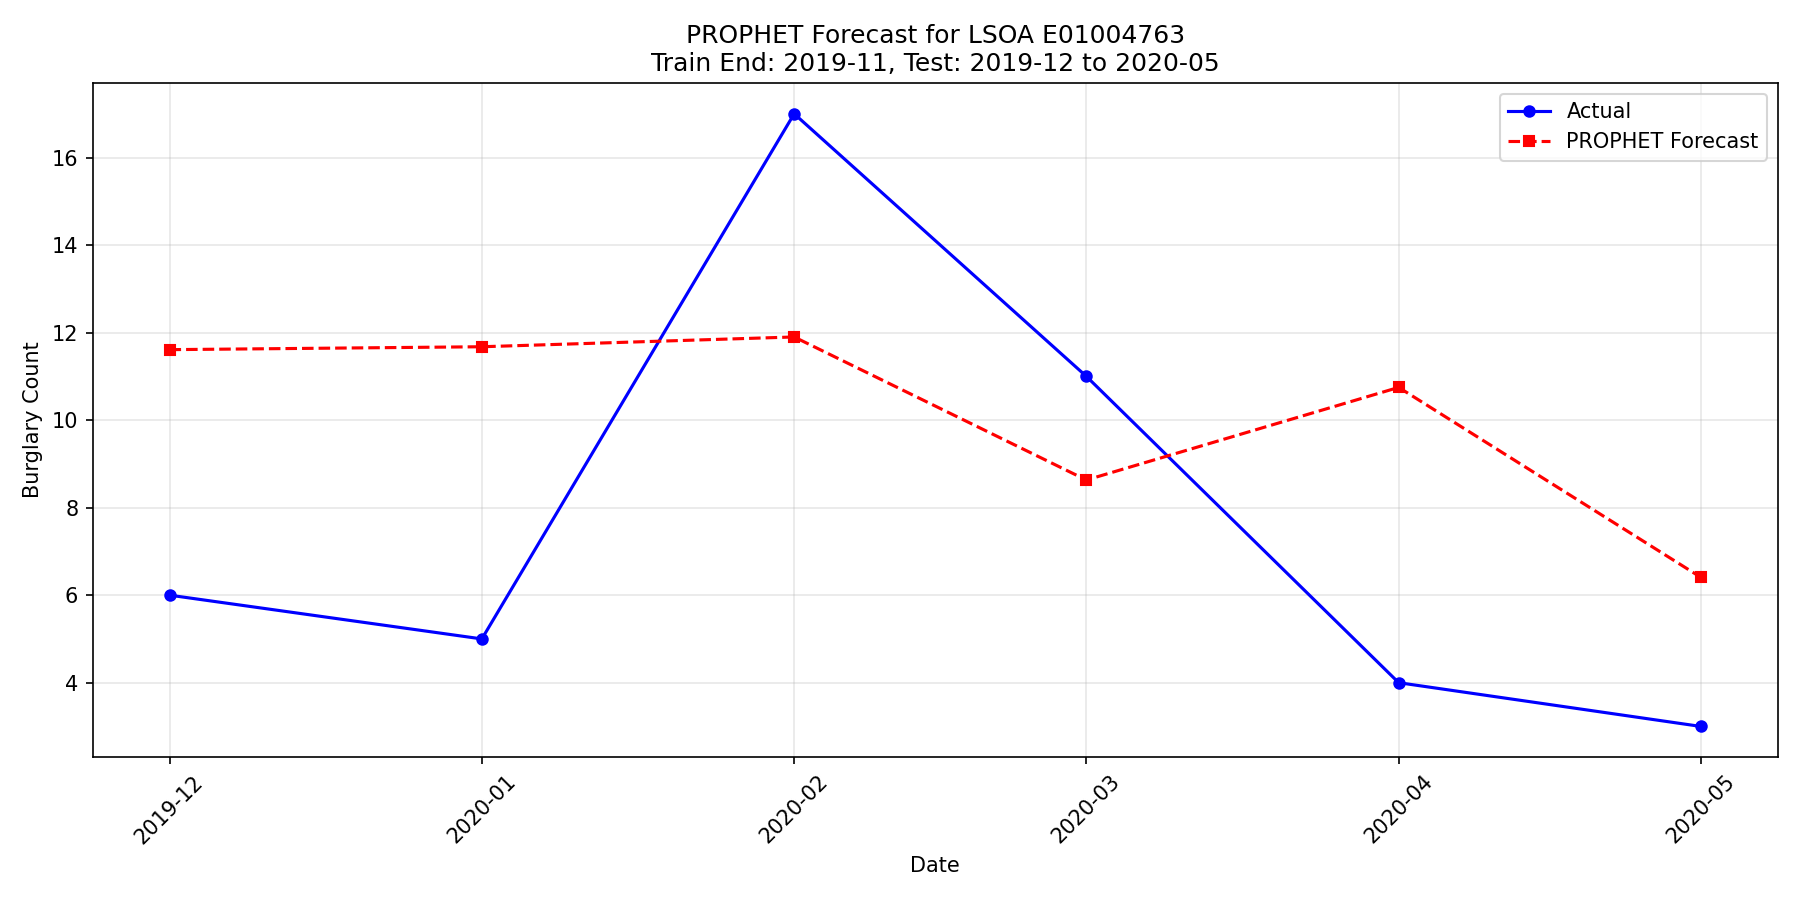 PROPHET Forecast for LSOA E01004763
Train End: 2019-11, Test: 2019-12 to 2020-05
Actual
PROPHET Forecast
Burglary Count
16
14
12
10
8
6
4
2019-12
2020-01
2020-02
2020-03
2020-04
2020-05
Date